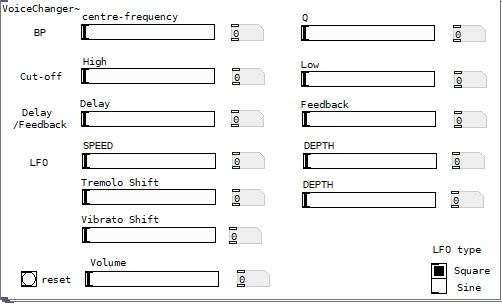 VoiceChanger~
centre-frequency
Q
BP
0
0
High
Low
Cut-off
0
0
Delay
Feedback
Delay
/Feedback
0
0
SPEED
DEPTH
LFO
0
0
Tremolo Shift
DEPTH
0
0
Vibrato Shift
0
LFO type
Volume
Square
reset
0
Sine